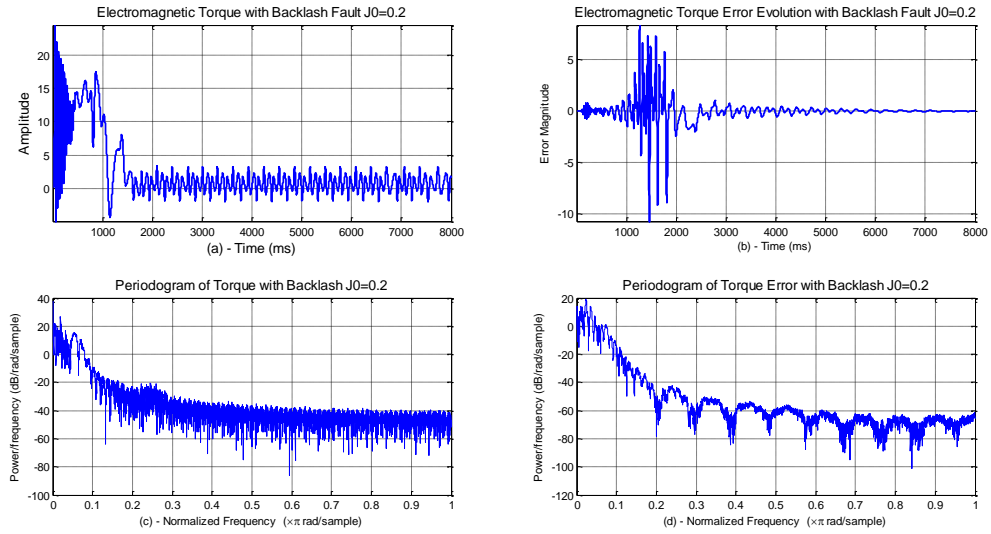 Electromagnetic Torque with Backlash Fault J0=0.2
Amplitude
20
15
10
5
0
1000 2000 3000 4000 5000 6000 7000 8000
(a) - Time (ms)
Electromagnetic Torque Error Evolution with Backlash Fault J0=0.2
Error Magnitude
5
0
-5
-10
1000 2000 3000 4000 5000 6000 7000 8000
(b) - Time (ms)
Periodogram of Torque with Backlash J0=0.2
Power/frequency (dB/rad/sample)
40
20
0
-20
-40
-60
-80
-100
0 0.1 0.2 0.3 0.4 0.5 0.6 0.7 0.8 0.9 1
(c) - Normalized Frequency (×π rad/sample)
Periodogram of Torque Error with Backlash J0=0.2
Power/frequency (dB/rad/sample)
20
0
-20
-40
-60
-80
-100
-120
0 0.1 0.2 0.3 0.4 0.5 0.6 0.7 0.8 0.9 1
(d) - Normalized Frequency (×π rad/sample)